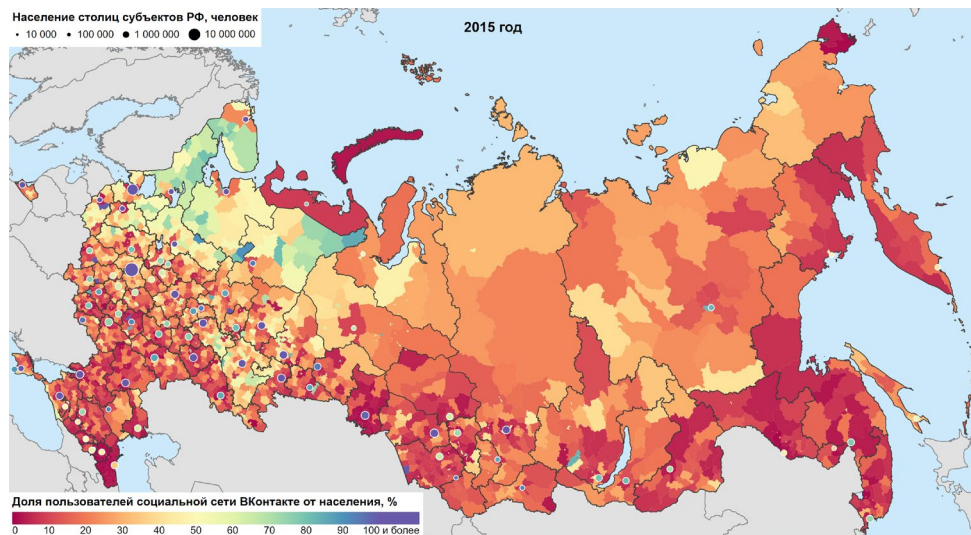 Население столиц субъектов РФ, человек
10 000 100 000 1 000 000 10 000 000
2015 год
Доля пользователей социальной сети ВКонтакте от населения, %
0 10 20 30 40 50 60 70 80 90 100 и более